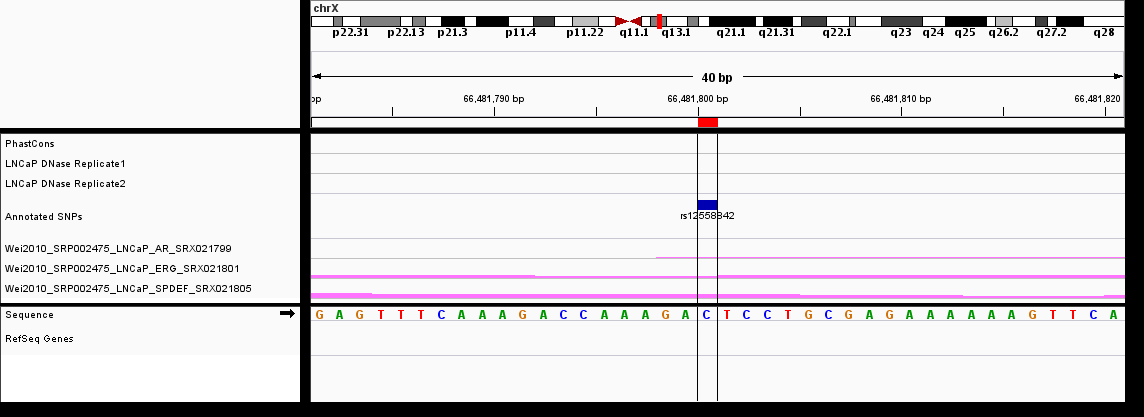 chrX
p22.31 p22.13 p21.3 p11.4 p11.22 q11.1 q13.1 q21.1 q21.31 q22.1 q23 q24 q25 q26.2 q27.2 q28
40 bp
bp 66,481,790 bp 66,481,800 bp 66,481,810 bp 66,481,820
PhastCons
LNCaP DNase Replicate1
LNCaP DNase Replicate2
Annotated SNPs
rs12558842
Wei2010_SRP002475_LNCaP_AR_SRX021799
Wei2010_SRP002475_LNCaP_ERG_SRX021801
Wei2010_SRP002475_LNCaP_SPDEF_SRX021805
Sequence G A G T T T C A A A G A C C A A A G A C T C C T G C G A G A A A A A A G T T C A
RefSeq Genes